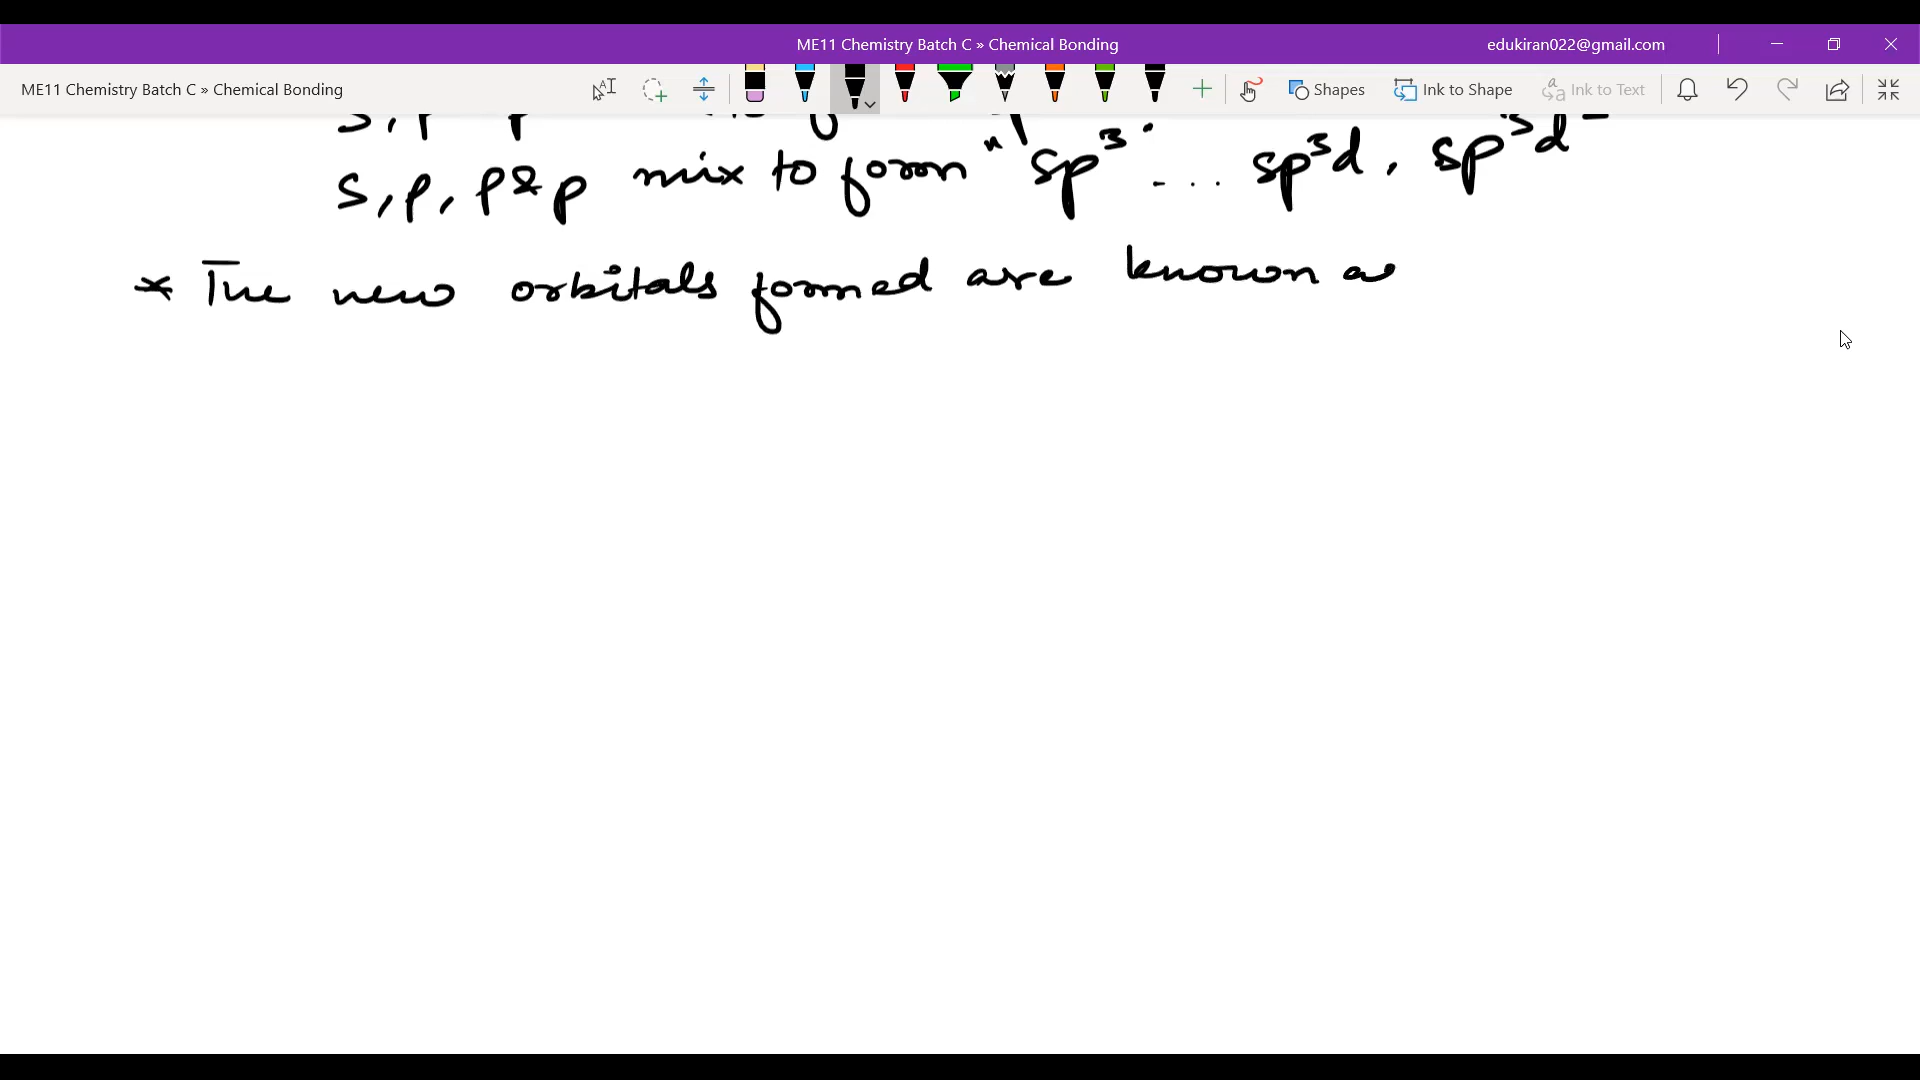 ME11 Chemistry Batch C » Chemical Bonding
edukiran022@gmail.com
ME11 Chemistry Batch C » Chemical Bonding
Shapes
Ink to Shape
Ink to Text
s, p, p & p mix to form "sp³" ... sp³d, sp³d²
* The new orbitals formed are known as